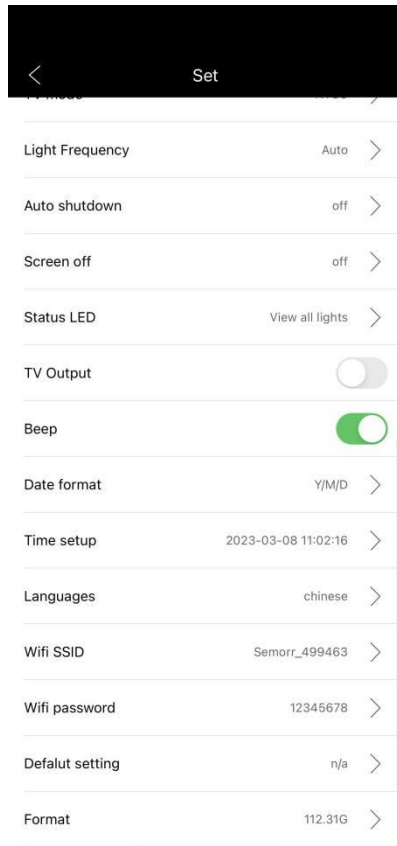 Set
Light Frequency Auto
Auto shutdown off
Screen off off
Status LED View all lights
TV Output
Beep
Date format Y/M/D
Time setup 2023-03-08 11:02:16
Languages chinese
Wifi SSID Semorr_499463
Wifi password 12345678
Defalut setting n/a
Format 112.31G